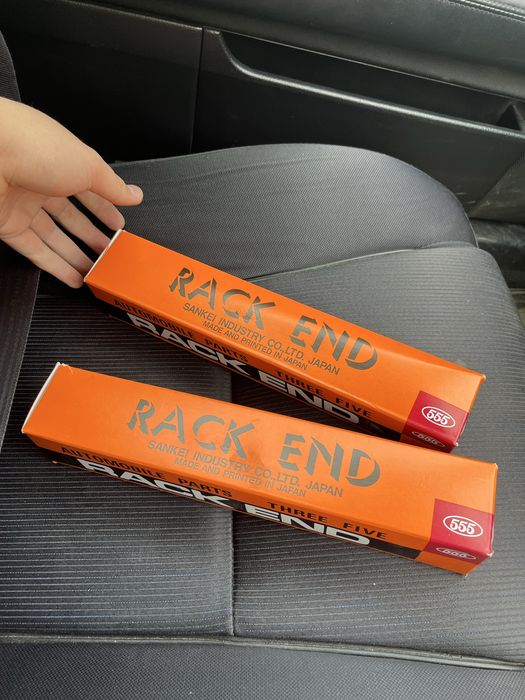 RACK END
SANKEI INDUSTRY CO.,LTD. JAPAN
MADE AND PRINTED IN JAPAN
555
AUTOMOBILE PARTS THREE FIVE
RACK END
555
RACK END
SANKEI INDUSTRY CO.,LTD. JAPAN
MADE AND PRINTED IN JAPAN
555
AUTOMOBILE PARTS THREE FIVE
RACK END
555